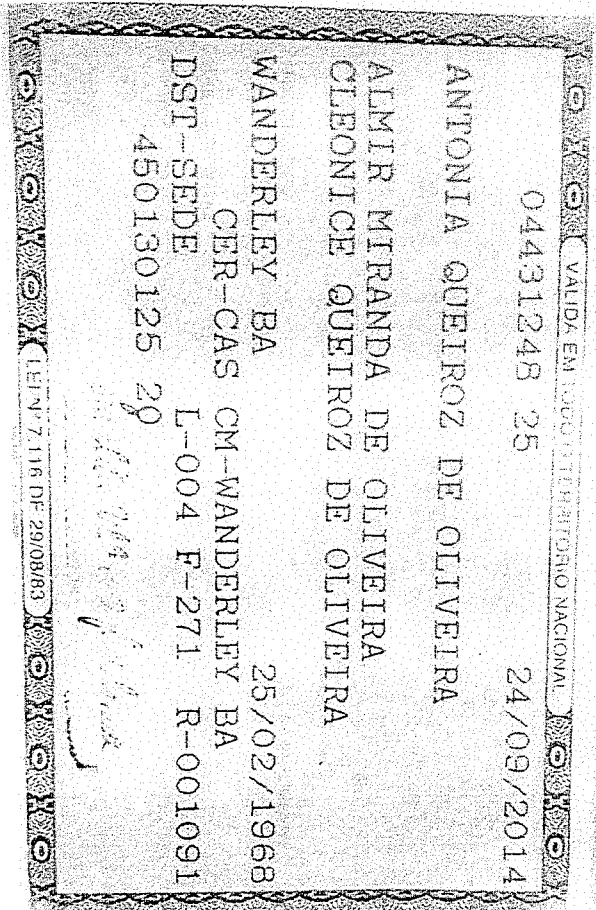 VALIDA EM TODO O TERRITORIO NACIONAL
04431248 25 24/09/2014
ANTONIA QUEIROZ DE OLIVEIRA
ALMIR MIRANDA DE OLIVEIRA
CLEONICE QUEIROZ DE OLIVEIRA
WANDERLEY BA 25/02/1968
CER-CAS CM-WANDERLEY BA
DST-SEDE L-004 F-271 R-001091
450130125 20
LEI Nº 7.116 DE 29/08/83